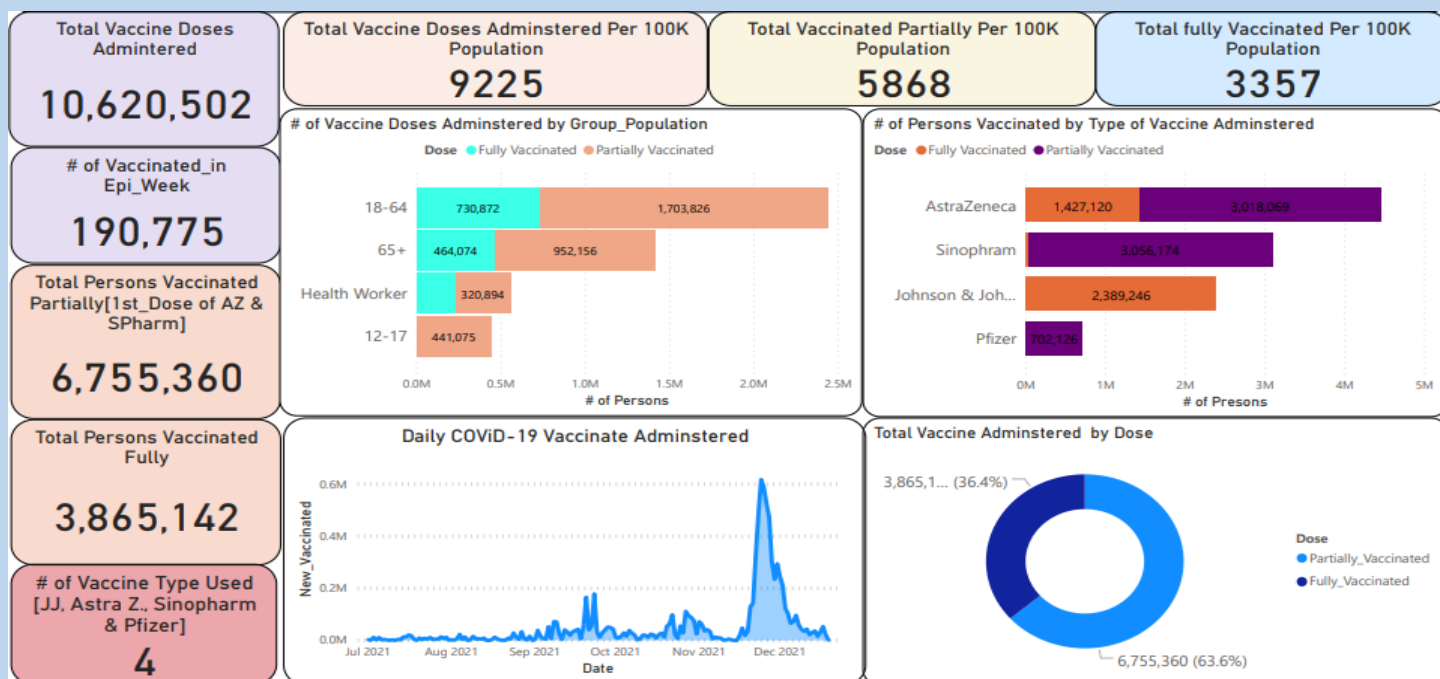 Total Vaccine Doses
Admintered
10,620,502
# of Vaccinated_in
Epi_Week
190,775
Total Persons Vaccinated
Partially[1st_Dose of AZ &
SPharm]
6,755,360
Total Persons Vaccinated
Fully
3,865,142
# of Vaccine Type Used
[JJ, Astra Z., Sinopharm
& Pfizer]
4
Total Vaccine Doses Adminstered Per 100K
Population
9225
Total Vaccinated Partially Per 100K
Population
5868
Total fully Vaccinated Per 100K
Population
3357
# of Vaccine Doses Adminstered by Group_Population
Dose Fully Vaccinated Partially Vaccinated
18-64 730,872 1,703,826
65+ 464,074 952,156
Health Worker 320,894
12-17 441,075
0.0M 0.5M 1.0M 1.5M 2.0M 2.5M
# of Persons
# of Persons Vaccinated by Type of Vaccine Adminstered
Dose Fully Vaccinated Partially Vaccinated
AstraZeneca 1,427,120 3,018,069
Sinophram 3,056,174
Johnson & Joh... 2,389,246
Pfizer 702,126
0M 1M 2M 3M 4M 5M
# of Presons
Daily COViD-19 Vaccinate Adminstered
New_Vaccinated
0.6M
0.4M
0.2M
0.0M
Jul 2021 Aug 2021 Sep 2021 Oct 2021 Nov 2021 Dec 2021
Date
Total Vaccine Adminstered by Dose
3,865,1... (36.4%)
Dose
Partially_Vaccinated
Fully_Vaccinated
6,755,360 (63.6%)